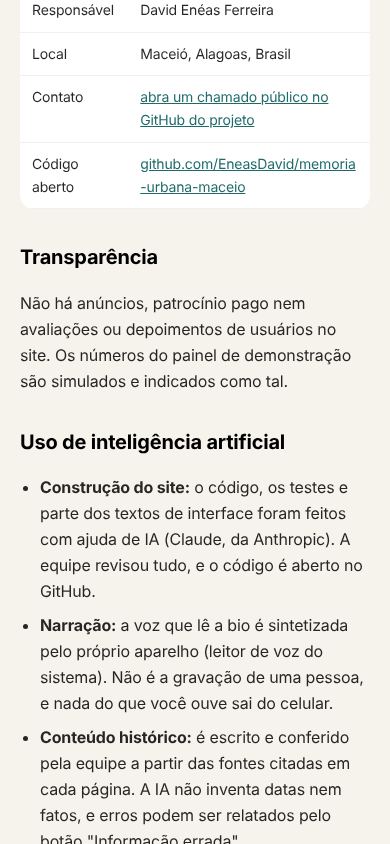 Responsável David Enéas Ferreira
Local Maceió, Alagoas, Brasil
Contato abra um chamado público no
GitHub do projeto
Código github.com/EneasDavid/memoria
aberto -urbana-maceio
Transparência
Não há anúncios, patrocínio pago nem
avaliações ou depoimentos de usuários no
site. Os números do painel de demonstração
são simulados e indicados como tal.
Uso de inteligência artificial
• Construção do site: o código, os testes e
parte dos textos de interface foram feitos
com ajuda de IA (Claude, da Anthropic). A
equipe revisou tudo, e o código é aberto no
GitHub.
• Narração: a voz que lê a bio é sintetizada
pelo próprio aparelho (leitor de voz do
sistema). Não é a gravação de uma pessoa,
e nada do que você ouve sai do celular.
• Conteúdo histórico: é escrito e conferido
pela equipe a partir das fontes citadas em
cada página. A IA não inventa datas nem
fatos, e erros podem ser relatados pelo
botão "Informação errada"